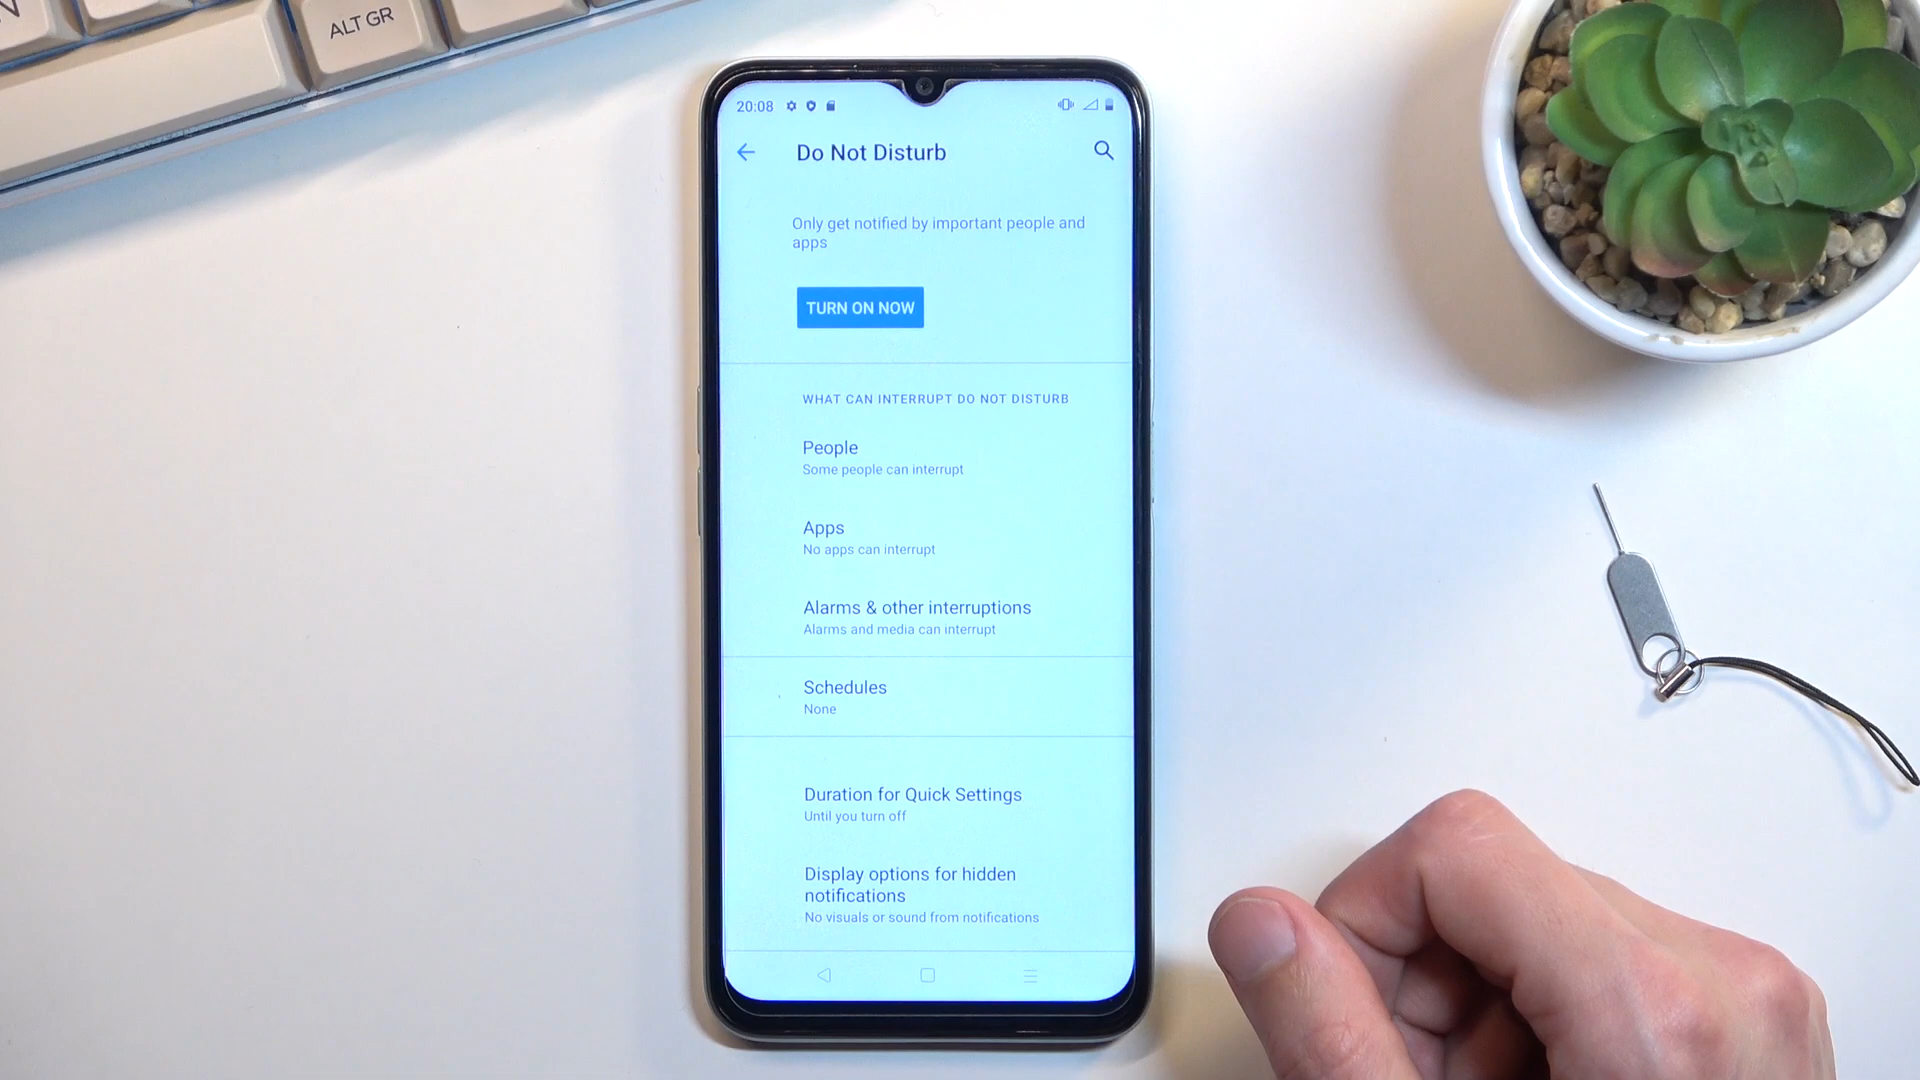 ALT GR
20:08
Do Not Disturb
Only get notified by important people and
apps
TURN ON NOW
WHAT CAN INTERRUPT DO NOT DISTURB
People
Some people can interrupt
Apps
No apps can interrupt
Alarms & other interruptions
Alarms and media can interrupt
Schedules
None
Duration for Quick Settings
Until you turn off
Display options for hidden
notifications
No visuals or sound from notifications